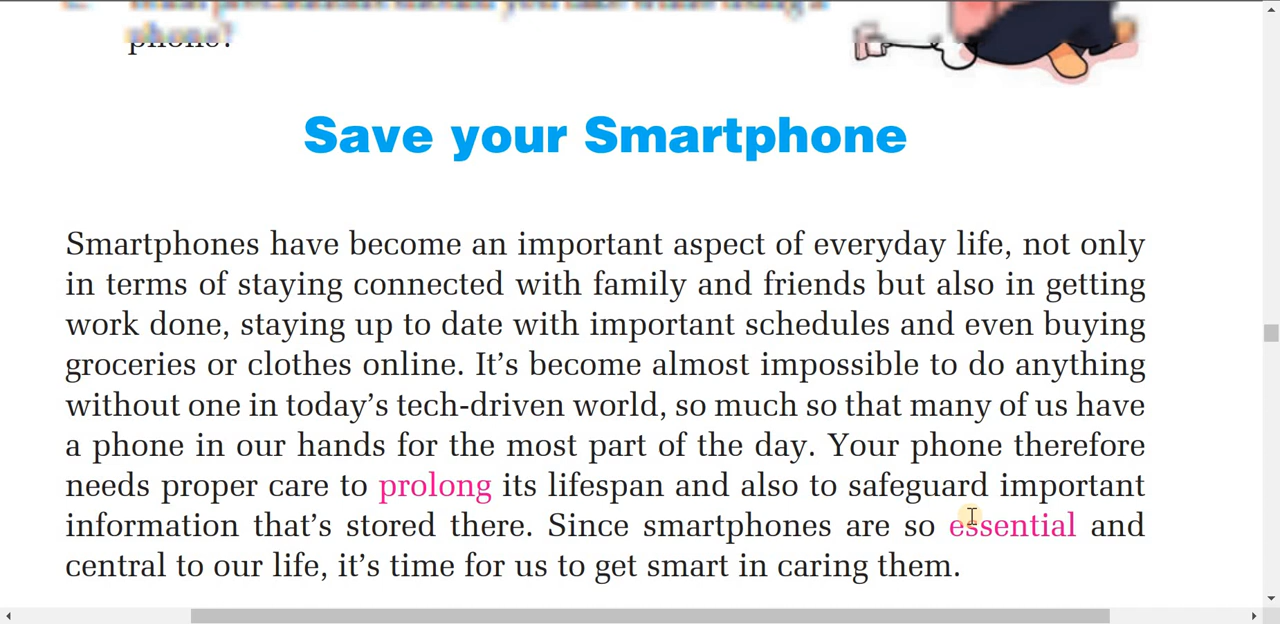 phone?
Save your Smartphone
Smartphones have become an important aspect of everyday life, not only
in terms of staying connected with family and friends but also in getting
work done, staying up to date with important schedules and even buying
groceries or clothes online. It’s become almost impossible to do anything
without one in today’s tech-driven world, so much so that many of us have
a phone in our hands for the most part of the day. Your phone therefore
needs proper care to prolong its lifespan and also to safeguard important
information that’s stored there. Since smartphones are so essential and
central to our life, it’s time for us to get smart in caring them.